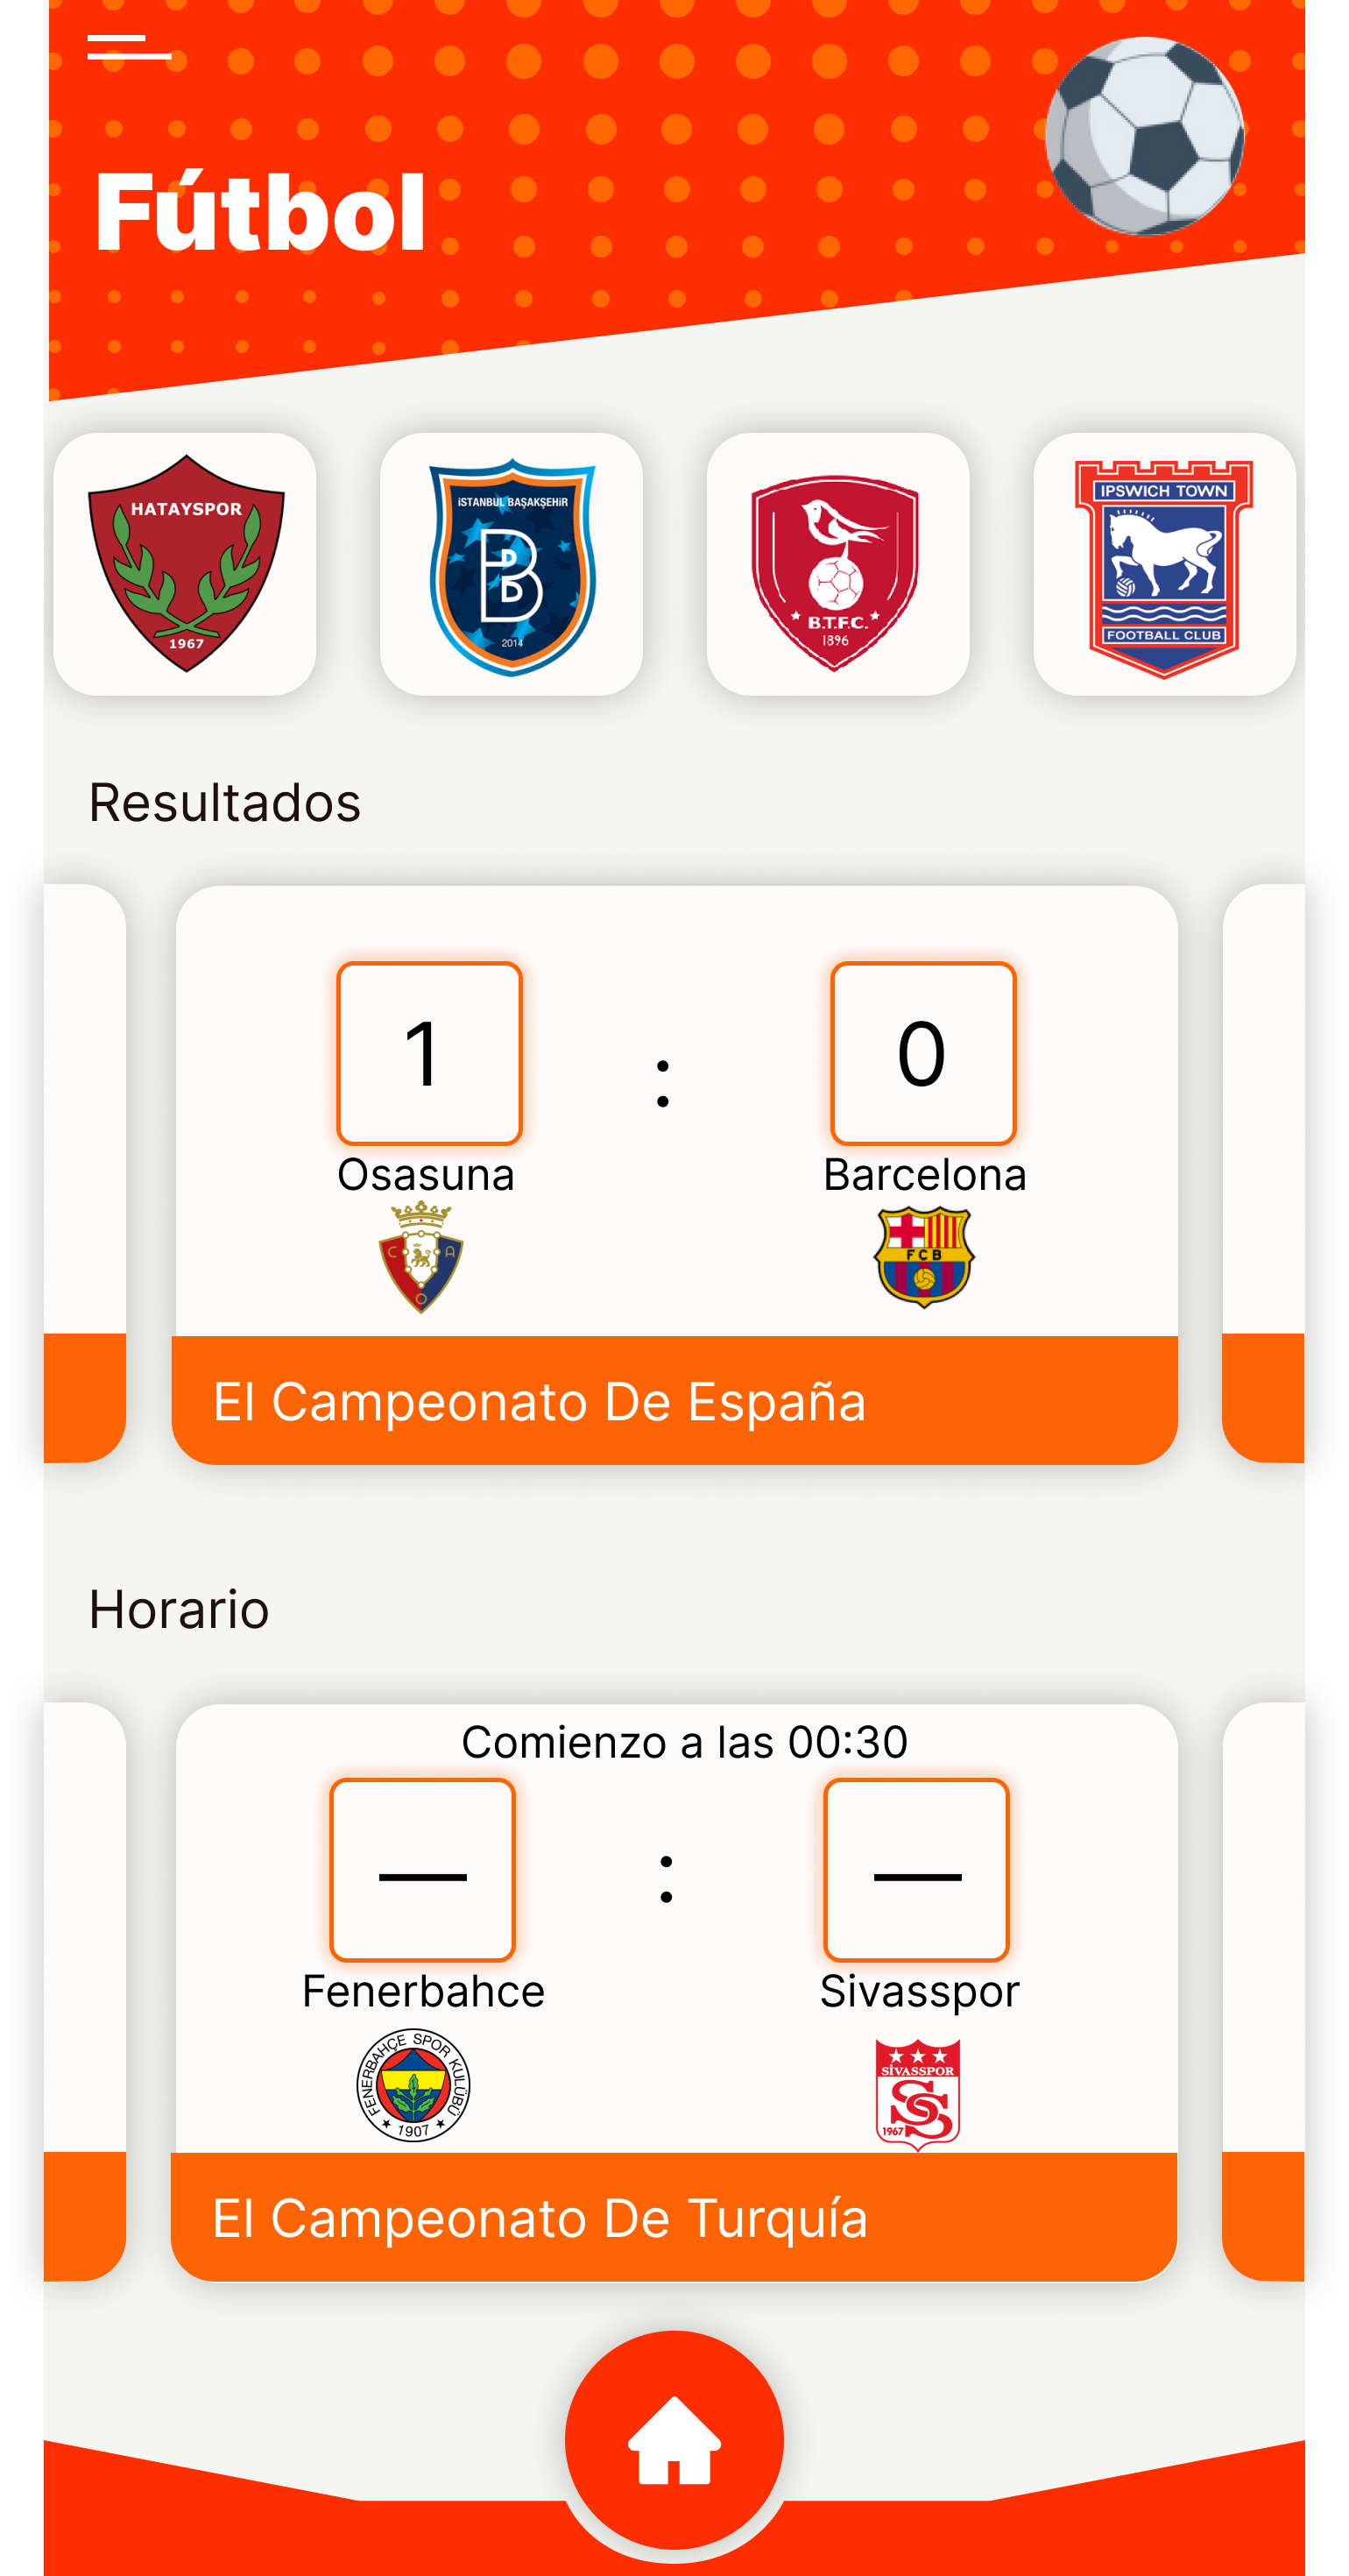 Fútbol
HATAYSPOR
1967
İSTANBUL BAŞAKŞEHİR
B
2014
B.T.F.C.
1896
IPSWICH TOWN
FOOTBALL CLUB
Resultados
1 : 0
Osasuna Barcelona
C A O
FCB
El Campeonato De España
Horario
Comienzo a las 00:30
— : —
Fenerbahce Sivasspor
FENERBAHÇE SPOR KULÜBÜ
1907
SİVASSPOR
SS
1967
El Campeonato De Turquía